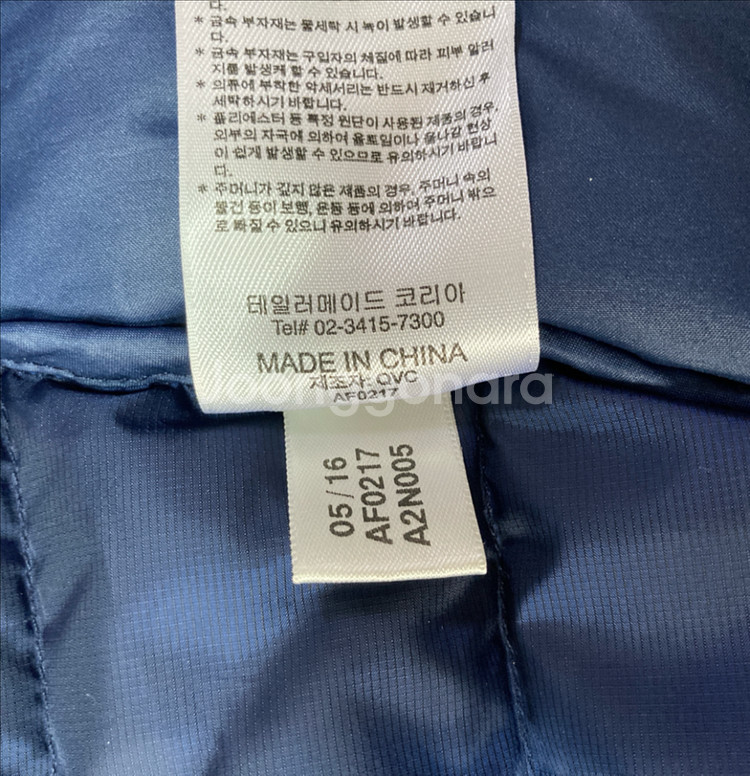 다.
* 금속 부자재는 물세탁 시 녹이 발생할 수 있습니
다.
* 금속 부자재는 구입자의 체질에 따라 피부 알러
지를 발생케 할 수 있습니다.
* 의류에 부착한 악세서리는 반드시 제거하신 후
세탁하시기 바랍니다.
* 폴리에스터 등 특정 원단이 사용된 제품의 경우,
외부의 자극에 의하여 올트임이나 올나감 현상
이 쉽게 발생할 수 있으므로 유의하시기 바랍니
다.
* 주머니가 깊지 않은 제품의 경우, 주머니 속의
물건 등이 보행, 운동 등에 의하여 주머니 밖으
로 빠질 수 있으니 유의하시기 바랍니다.
테일러메이드 코리아
Tel# 02-3415-7300
MADE IN CHINA
제조자: QVC
AF0217
joonggonara
05/16
AF0217
A2N005